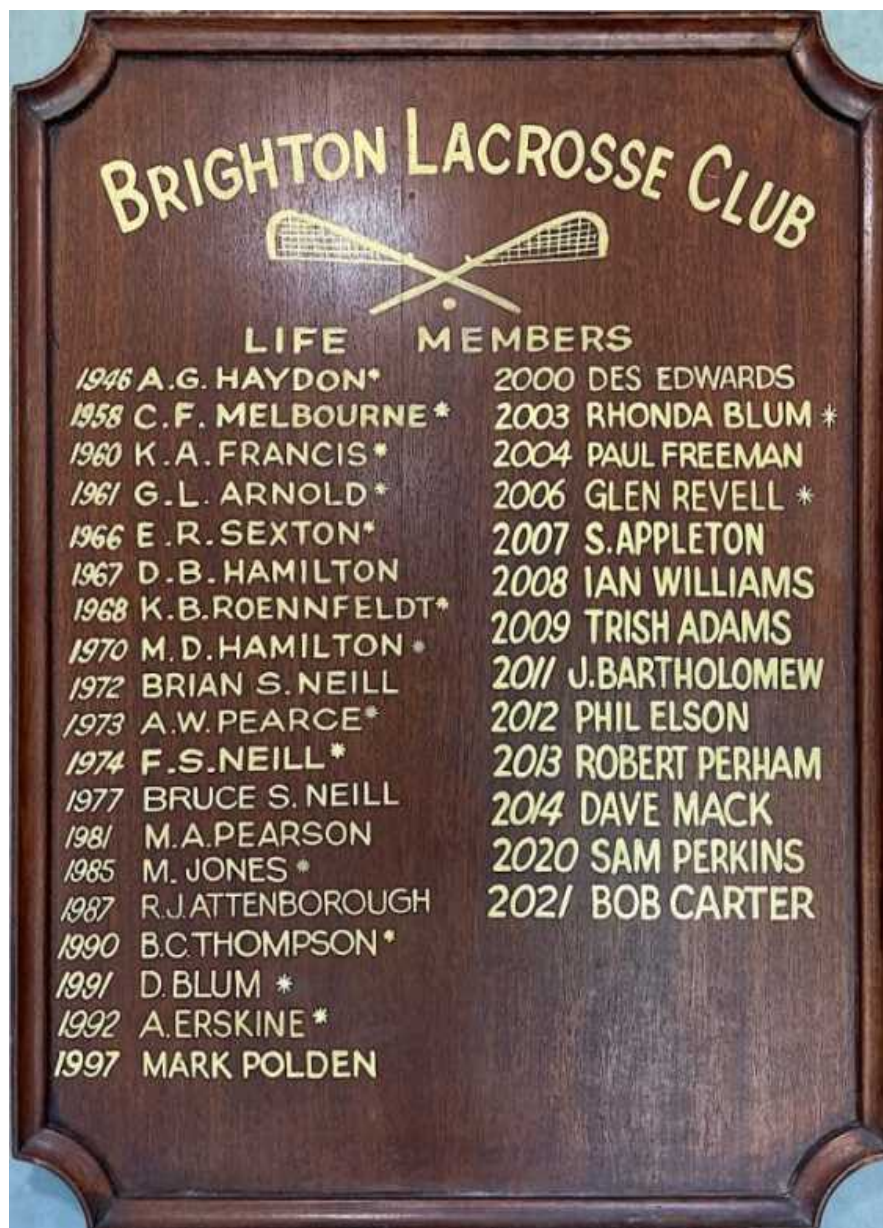 BRIGHTON LACROSSE CLUB
LIFE MEMBERS
1946 A.G. HAYDON*
1958 C.F. MELBOURNE*
1960 K.A. FRANCIS*
1961 G.L. ARNOLD*
1966 E.R. SEXTON*
1967 D.B. HAMILTON
1968 K.B. ROENNFELDT*
1970 M.D. HAMILTON*
1972 BRIAN S. NEILL
1973 A.W. PEARCE*
1974 F.S. NEILL*
1977 BRUCE S. NEILL
1981 M.A. PEARSON
1985 M. JONES*
1987 R.J. ATTENBOROUGH
1990 B.C. THOMPSON*
1991 D. BLUM *
1992 A. ERSKINE*
1997 MARK POLDEN
2000 DES EDWARDS
2003 RHONDA BLUM *
2004 PAUL FREEMAN
2006 GLEN REVELL *
2007 S. APPLETON
2008 IAN WILLIAMS
2009 TRISH ADAMS
2011 J. BARTHOLOMEW
2012 PHIL ELSON
2013 ROBERT PERHAM
2014 DAVE MACK
2020 SAM PERKINS
2021 BOB CARTER